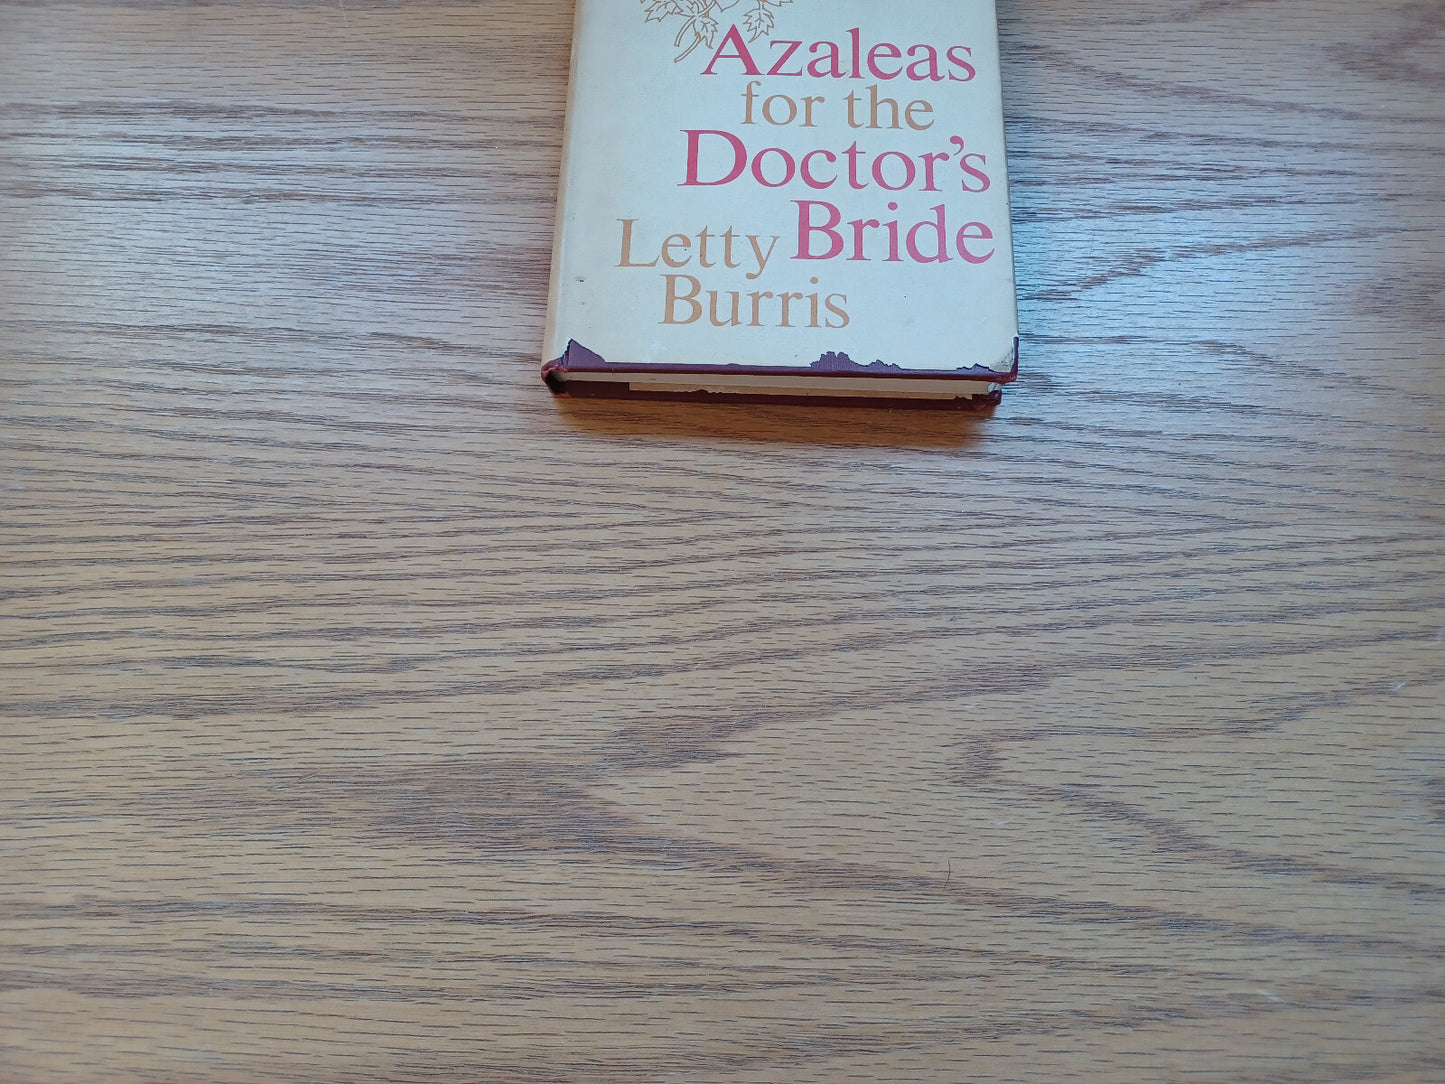 Azaleas
for the
Doctor's
Bride
Letty
Burris